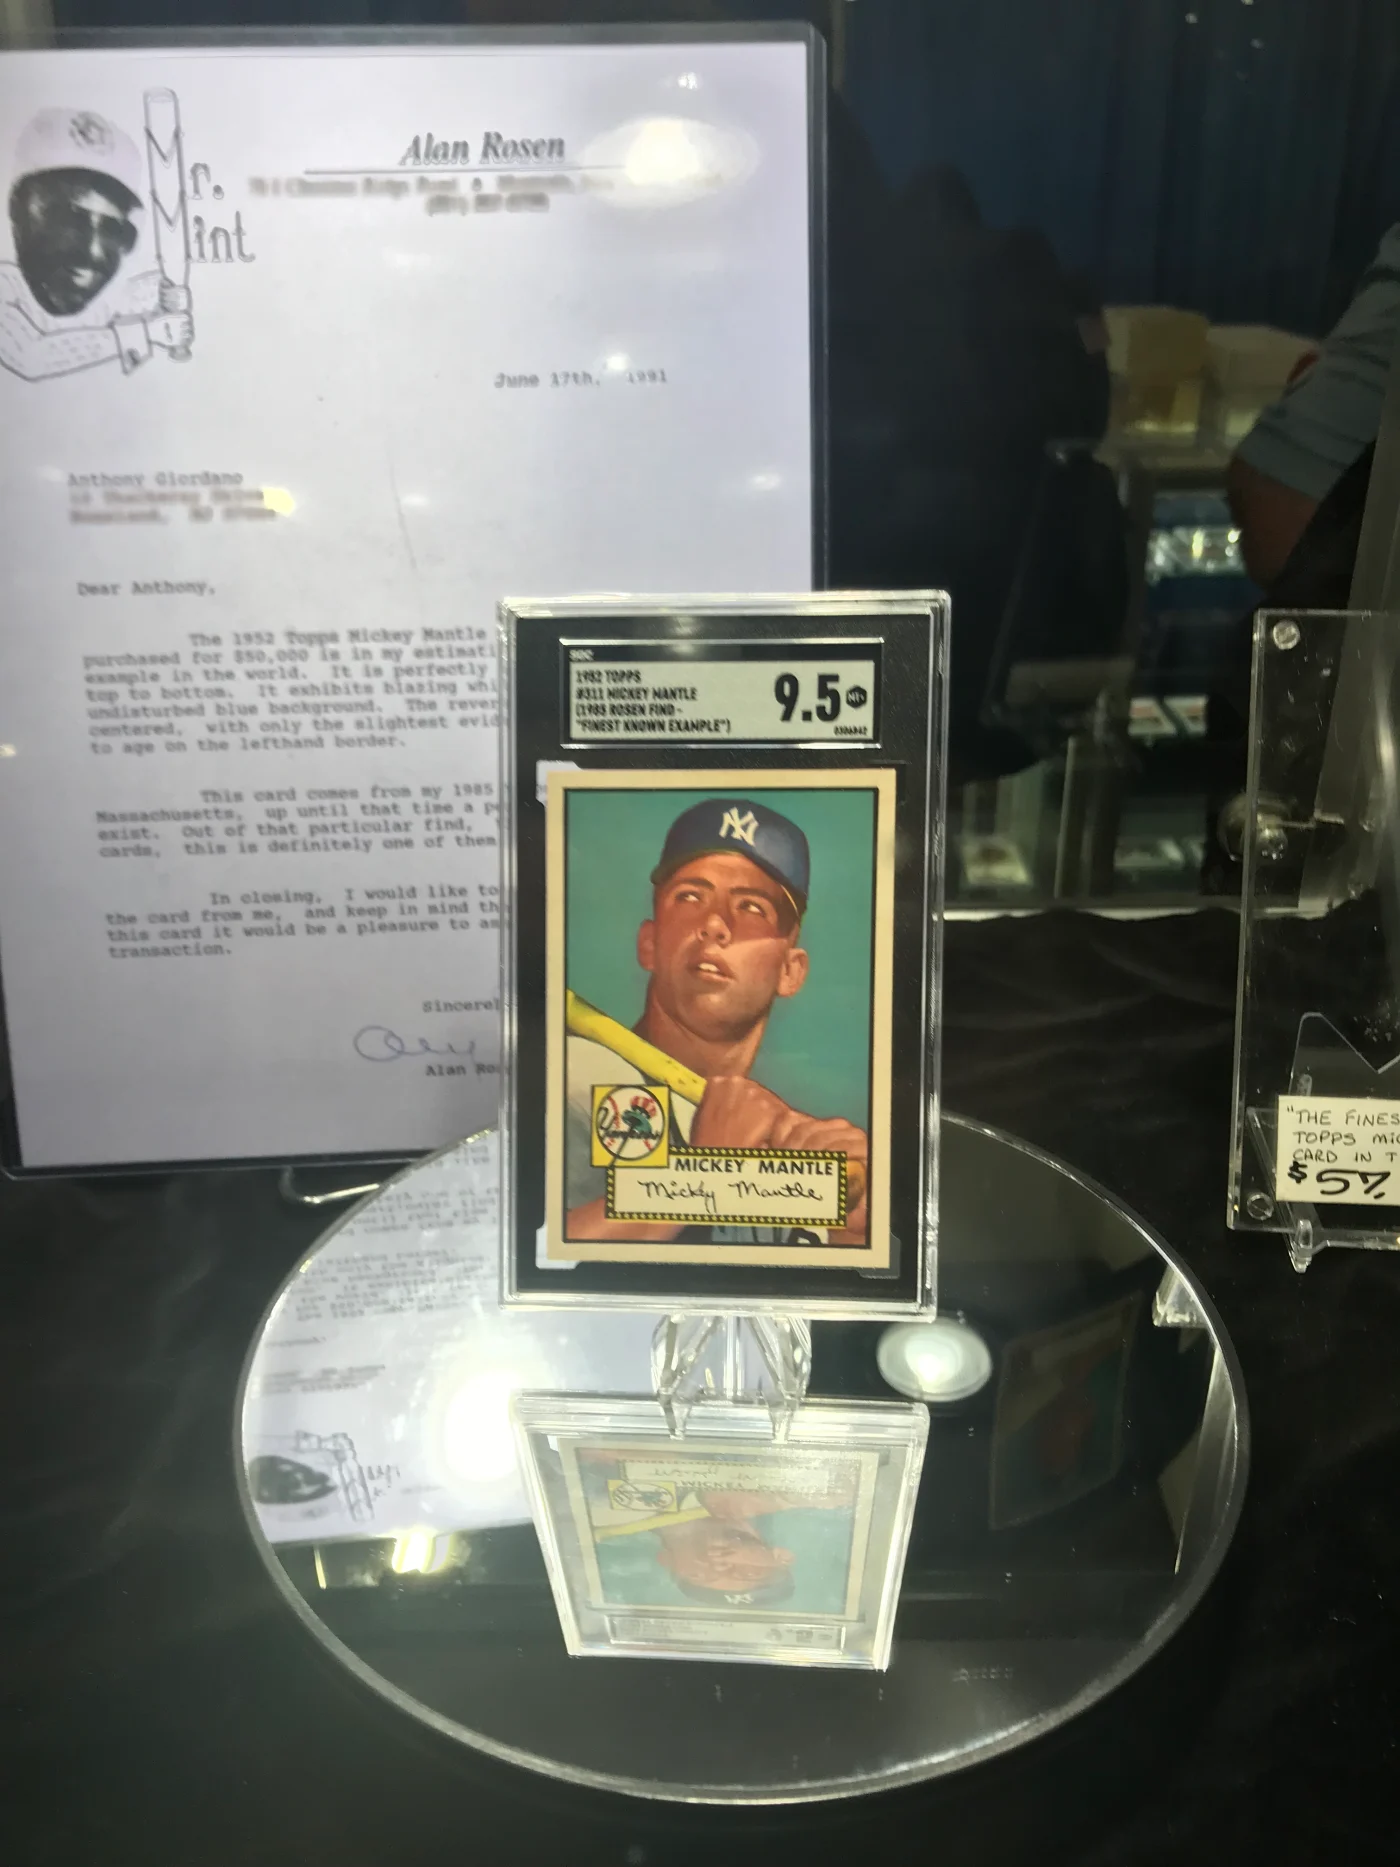 Mr.
Mint
Alan Rosen
June 17th, 1991
Anthony Giordano
Dear Anthony,
The 1952 Topps Mickey Mantle
purchased for $50,000 is in my estimati
example in the world. It is perfectly
top to bottom. It exhibits blazing whi
undisturbed blue background. The rever
centered, with only the slightest evid
to age on the lefthand border.
This card comes from my 1985
Massachusetts, up until that time a p
exist. Out of that particular find,
cards, this is definitely one of them
In closing, I would like to
the card from me, and keep in mind th
this card it would be a pleasure to as
transaction.
Sincerel
Alan Ro
SGC
1952 TOPPS
#311 MICKEY MANTLE
(1985 ROSEN FIND -
"FINEST KNOWN EXAMPLE")
9.5
MT+
NY
Yankees
MICKEY MANTLE
Mickey Mantle
"THE FINES
TOPPS MIC
CARD IN T
$57,